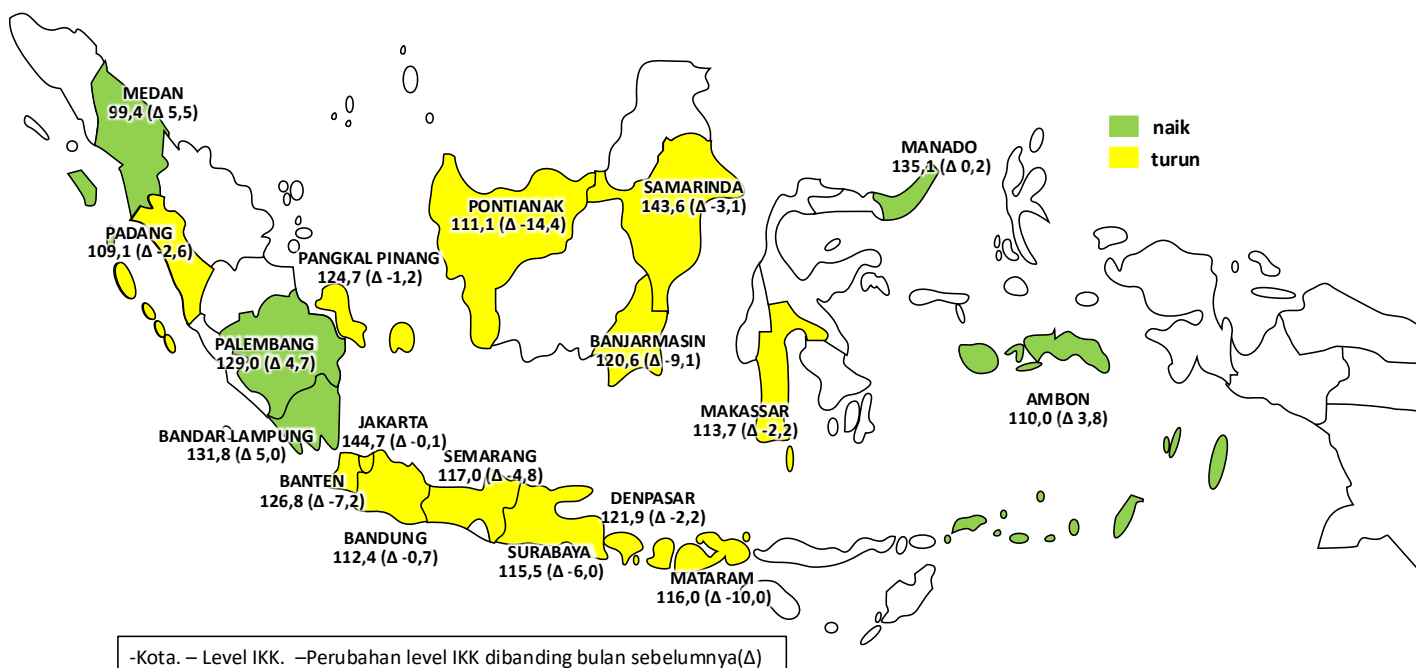 MEDAN
99,4 (Δ 5,5)
naik
turun
MANADO
135,1 (Δ 0,2)
SAMARINDA
143,6 (Δ -3,1)
PONTIANAK
111,1 (Δ -14,4)
PADANG
109,1 (Δ -2,6)
PANGKAL PINANG
124,7 (Δ -1,2)
PALEMBANG
129,0 (Δ 4,7)
BANJARMASIN
120,6 (Δ -9,1)
MAKASSAR
113,7 (Δ -2,2)
AMBON
110,0 (Δ 3,8)
BANDAR LAMPUNG
131,8 (Δ 5,0)
JAKARTA
144,7 (Δ -0,1)
SEMARANG
117,0 (Δ -4,8)
BANTEN
126,8 (Δ -7,2)
DENPASAR
121,9 (Δ -2,2)
BANDUNG
112,4 (Δ -0,7)
SURABAYA
115,5 (Δ -6,0)
MATARAM
116,0 (Δ -10,0)
-Kota. – Level IKK. –Perubahan level IKK dibanding bulan sebelumnya(Δ)